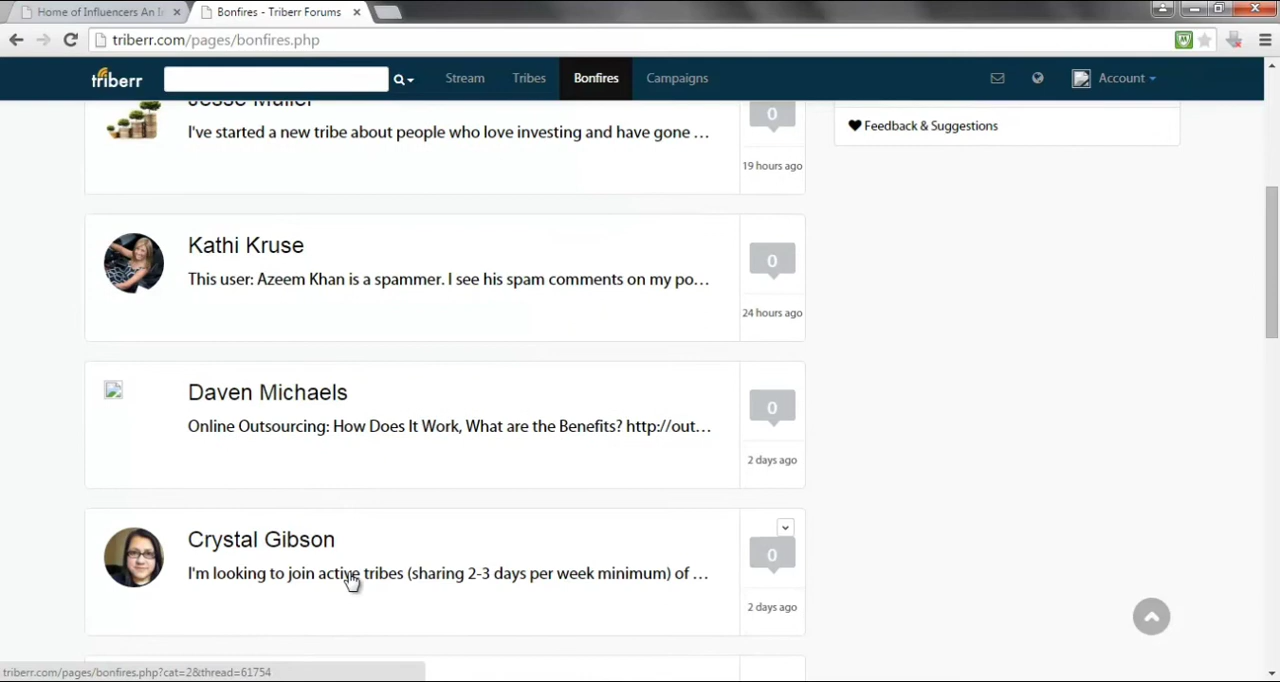 Home of Influencers An I
Bonfires - Triberr Forums
triberr.com/pages/bonfires.php
triberr
Stream
Tribes
Bonfires
Campaigns
Account
Jesse Muller
I've started a new tribe about people who love investing and have gone ...
0
19 hours ago
Feedback & Suggestions
Kathi Kruse
This user: Azeem Khan is a spammer. I see his spam comments on my po...
0
24 hours ago
Daven Michaels
Online Outsourcing: How Does It Work, What are the Benefits? http://out...
0
2 days ago
Crystal Gibson
I'm looking to join active tribes (sharing 2-3 days per week minimum) of ...
0
2 days ago
triberr.com/pages/bonfires.php?cat=2&thread=61754